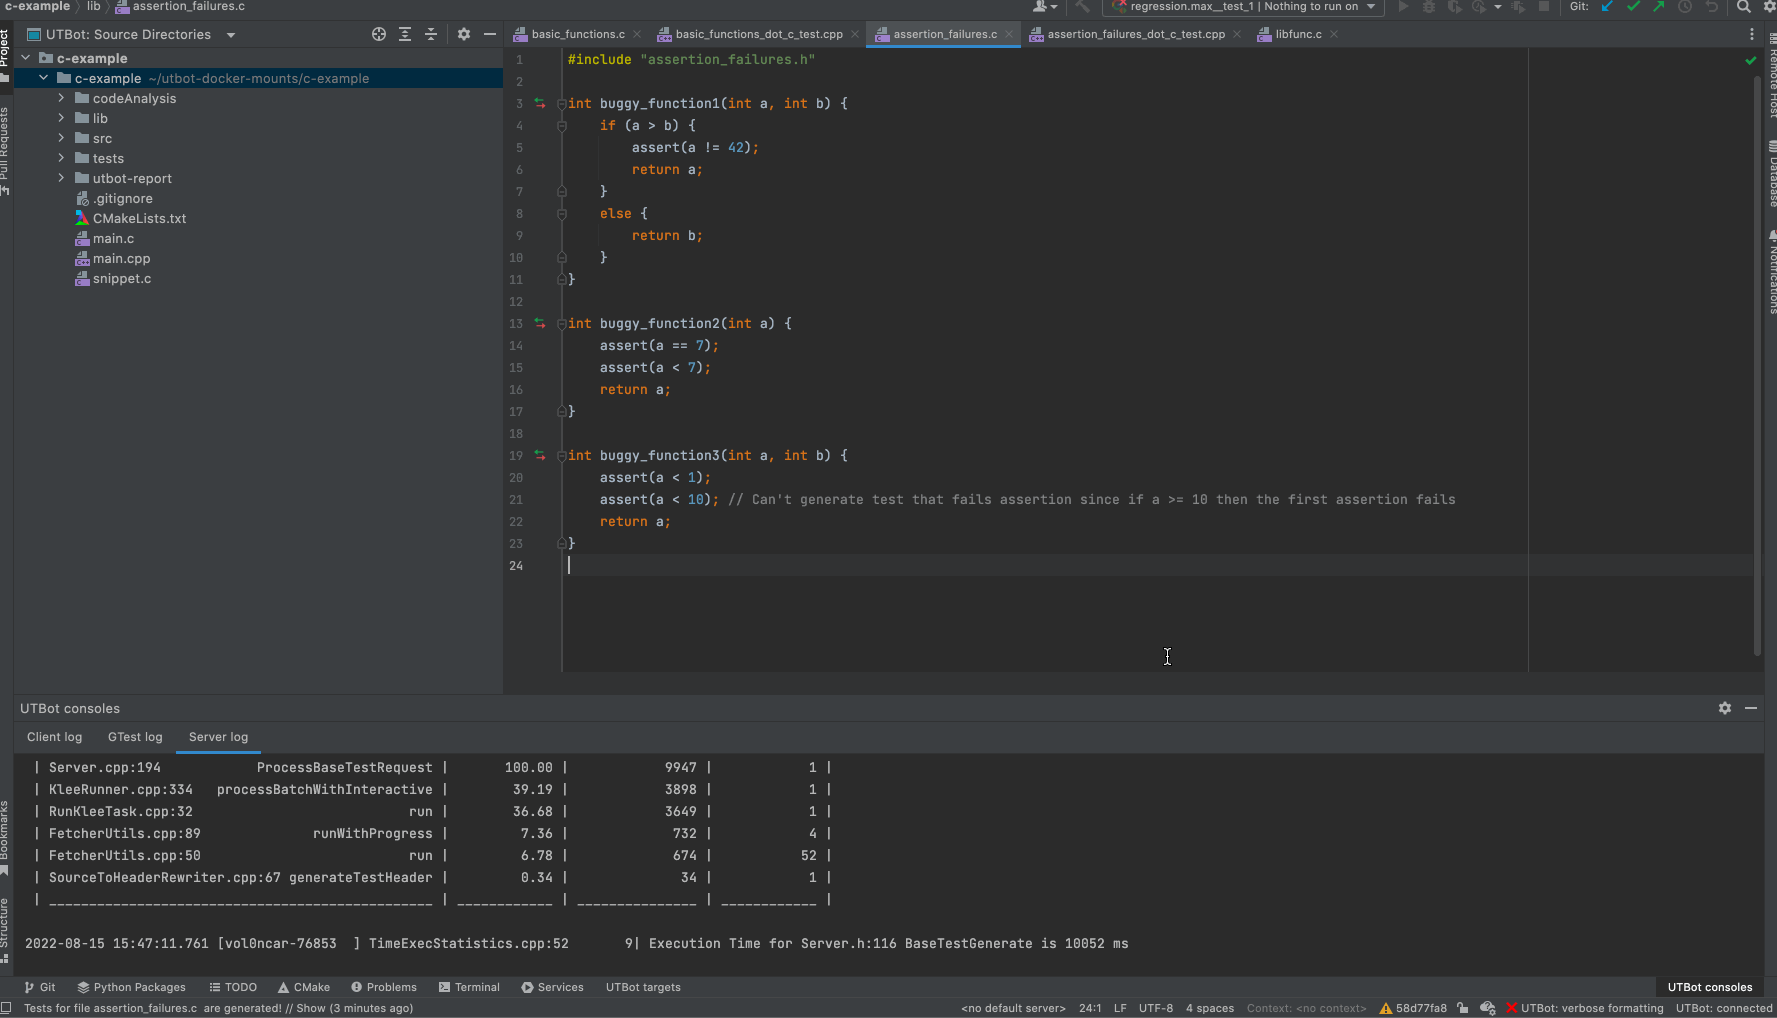 c-example 〉 lib 〉 assertion_failures.c
regression.max__test_1 | Nothing to run on
Git:
UTBot: Source Directories
basic_functions.c
basic_functions_dot_c_test.cpp
assertion_failures.c
assertion_failures_dot_c_test.cpp
libfunc.c
Project
Pull Requests
Bookmarks
Structure
c-example
c-example ~/utbot-docker-mounts/c-example
codeAnalysis
lib
src
tests
utbot-report
.gitignore
CMakeLists.txt
main.c
main.cpp
snippet.c
1 #include "assertion_failures.h"
2
3 int buggy_function1(int a, int b) {
4 if (a > b) {
5 assert(a != 42);
6 return a;
7 }
8 else {
9 return b;
10 }
11 }
12
13 int buggy_function2(int a) {
14 assert(a == 7);
15 assert(a < 7);
16 return a;
17 }
18
19 int buggy_function3(int a, int b) {
20 assert(a < 1);
21 assert(a < 10); // Can't generate test that fails assertion since if a >= 10 then the first assertion fails
22 return a;
23 }
24
Remote Host
Database
Notifications
UTBot consoles
Client log GTest log Server log
| Server.cpp:194 ProcessBaseTestRequest | 100.00 | 9947 | 1 |
| KleeRunner.cpp:334 processBatchWithInteractive | 39.19 | 3898 | 1 |
| RunKleeTask.cpp:32 run | 36.68 | 3649 | 1 |
| FetcherUtils.cpp:89 runWithProgress | 7.36 | 732 | 4 |
| FetcherUtils.cpp:50 run | 6.78 | 674 | 52 |
| SourceToHeaderRewriter.cpp:67 generateTestHeader | 0.34 | 34 | 1 |
| ________________________________________________ | ____________ | _______________ | ____________ |
2022-08-15 15:47:11.761 [vol0ncar-76853 ] TimeExecStatistics.cpp:52 9| Execution Time for Server.h:116 BaseTestGenerate is 10052 ms
Git Python Packages TODO CMake Problems Terminal Services UTBot targets UTBot consoles
Tests for file assertion_failures.c are generated! // Show (3 minutes ago) <no default server> 24:1 LF UTF-8 4 spaces Context: <no context> 58d77fa8 UTBot: verbose formatting UTBot: connected